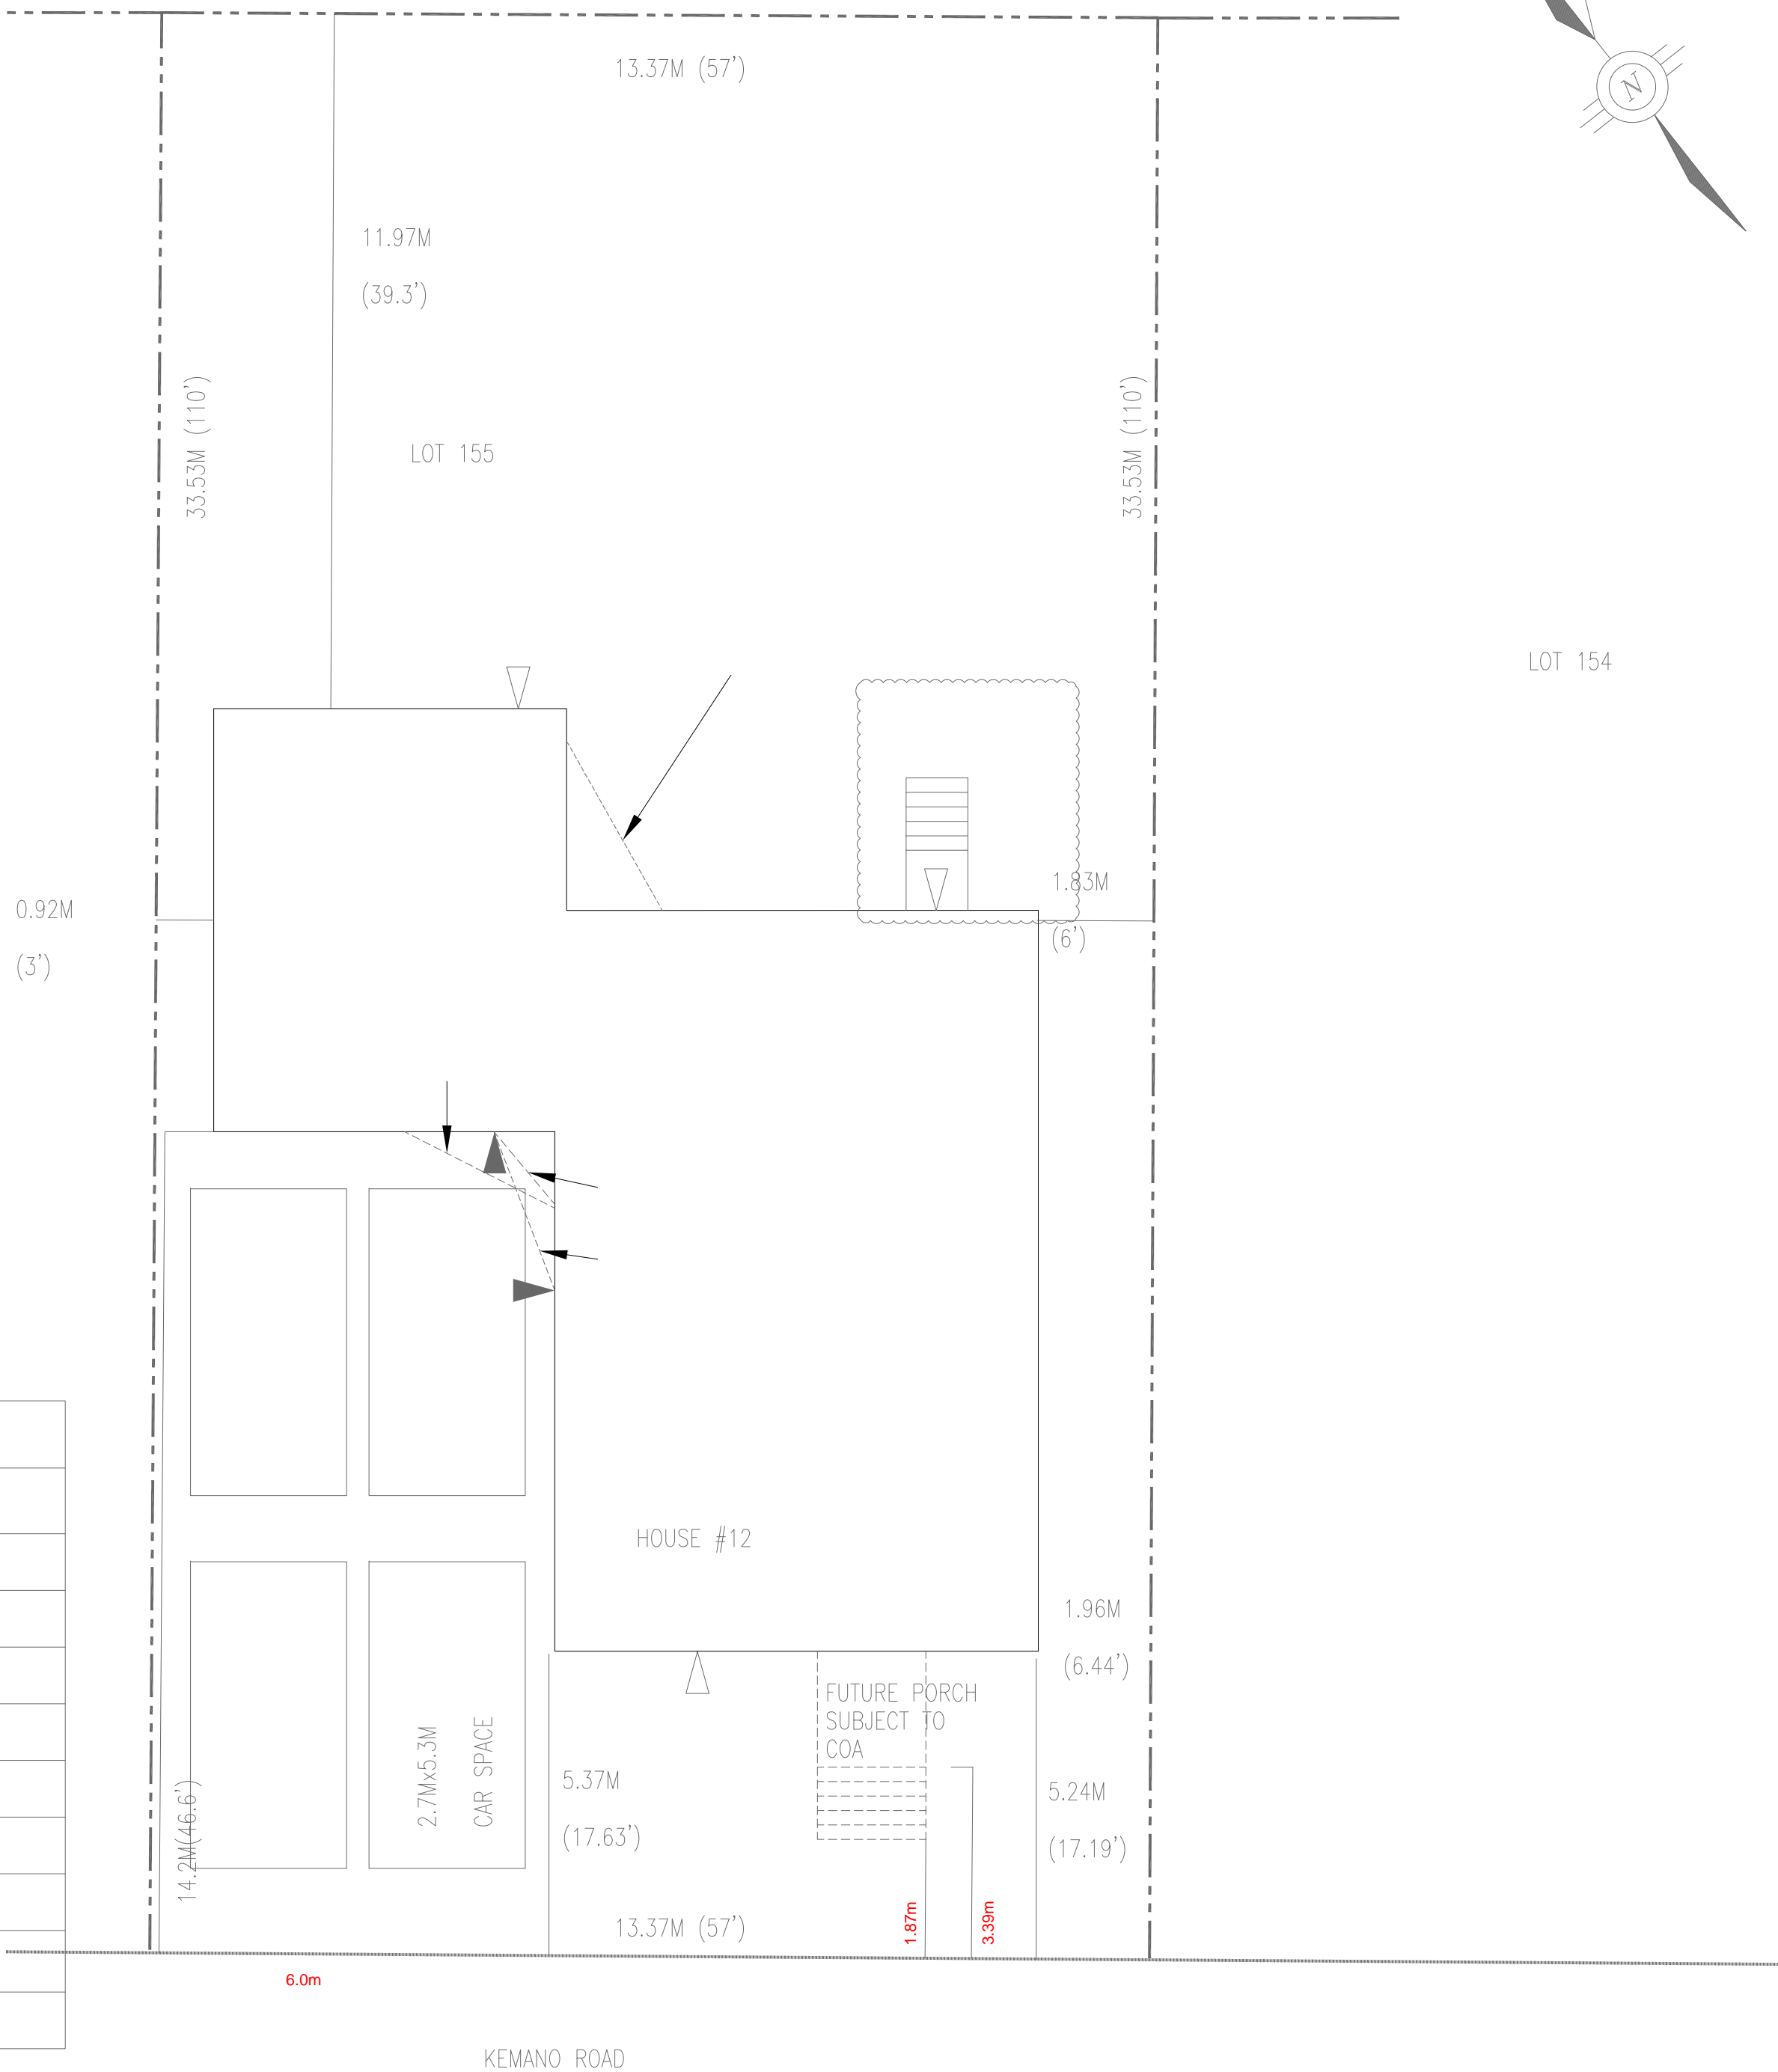 13.37M (57')
N
11.97M
(39.3')
33.53M (110')
33.53M (110')
LOT 155
LOT 154
0.92M
(3')
1.83M
(6')
HOUSE #12
1.96M
(6.44')
FUTURE PORCH
SUBJECT TO
COA
2.7Mx5.3M
CAR SPACE
14.2M(46.6')
5.37M
(17.63')
5.24M
(17.19')
1.87m
3.39m
13.37M (57')
6.0m
KEMANO ROAD